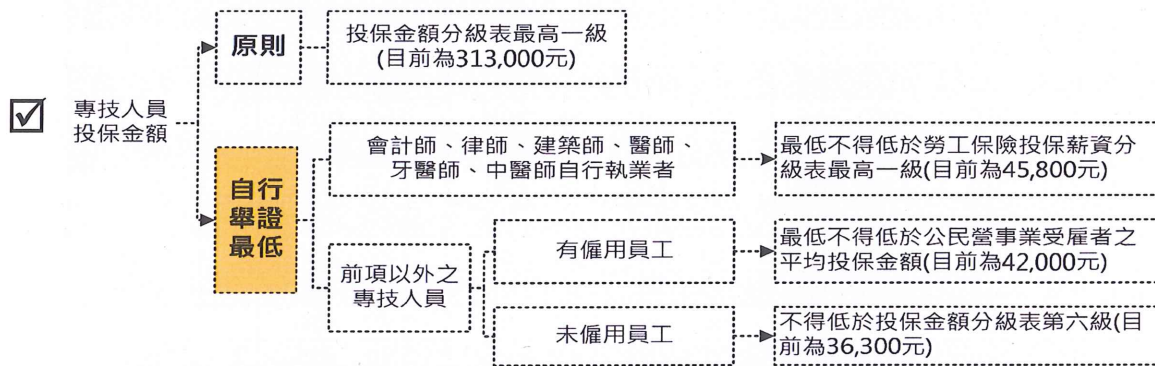 原則
投保金額分級表最高一級
(目前為313,000元)
專技人員
投保金額
自行
舉證
最低
會計師、律師、建築師、醫師、
牙醫師、中醫師自行執業者
最低不得低於勞工保險投保薪資分
級表最高一級(目前為45,800元)
前項以外之
專技人員
有僱用員工
最低不得低於公民營事業受雇者之
平均投保金額(目前為42,000元)
未僱用員工
不得低於投保金額分級表第六級(目
前為36,300元)